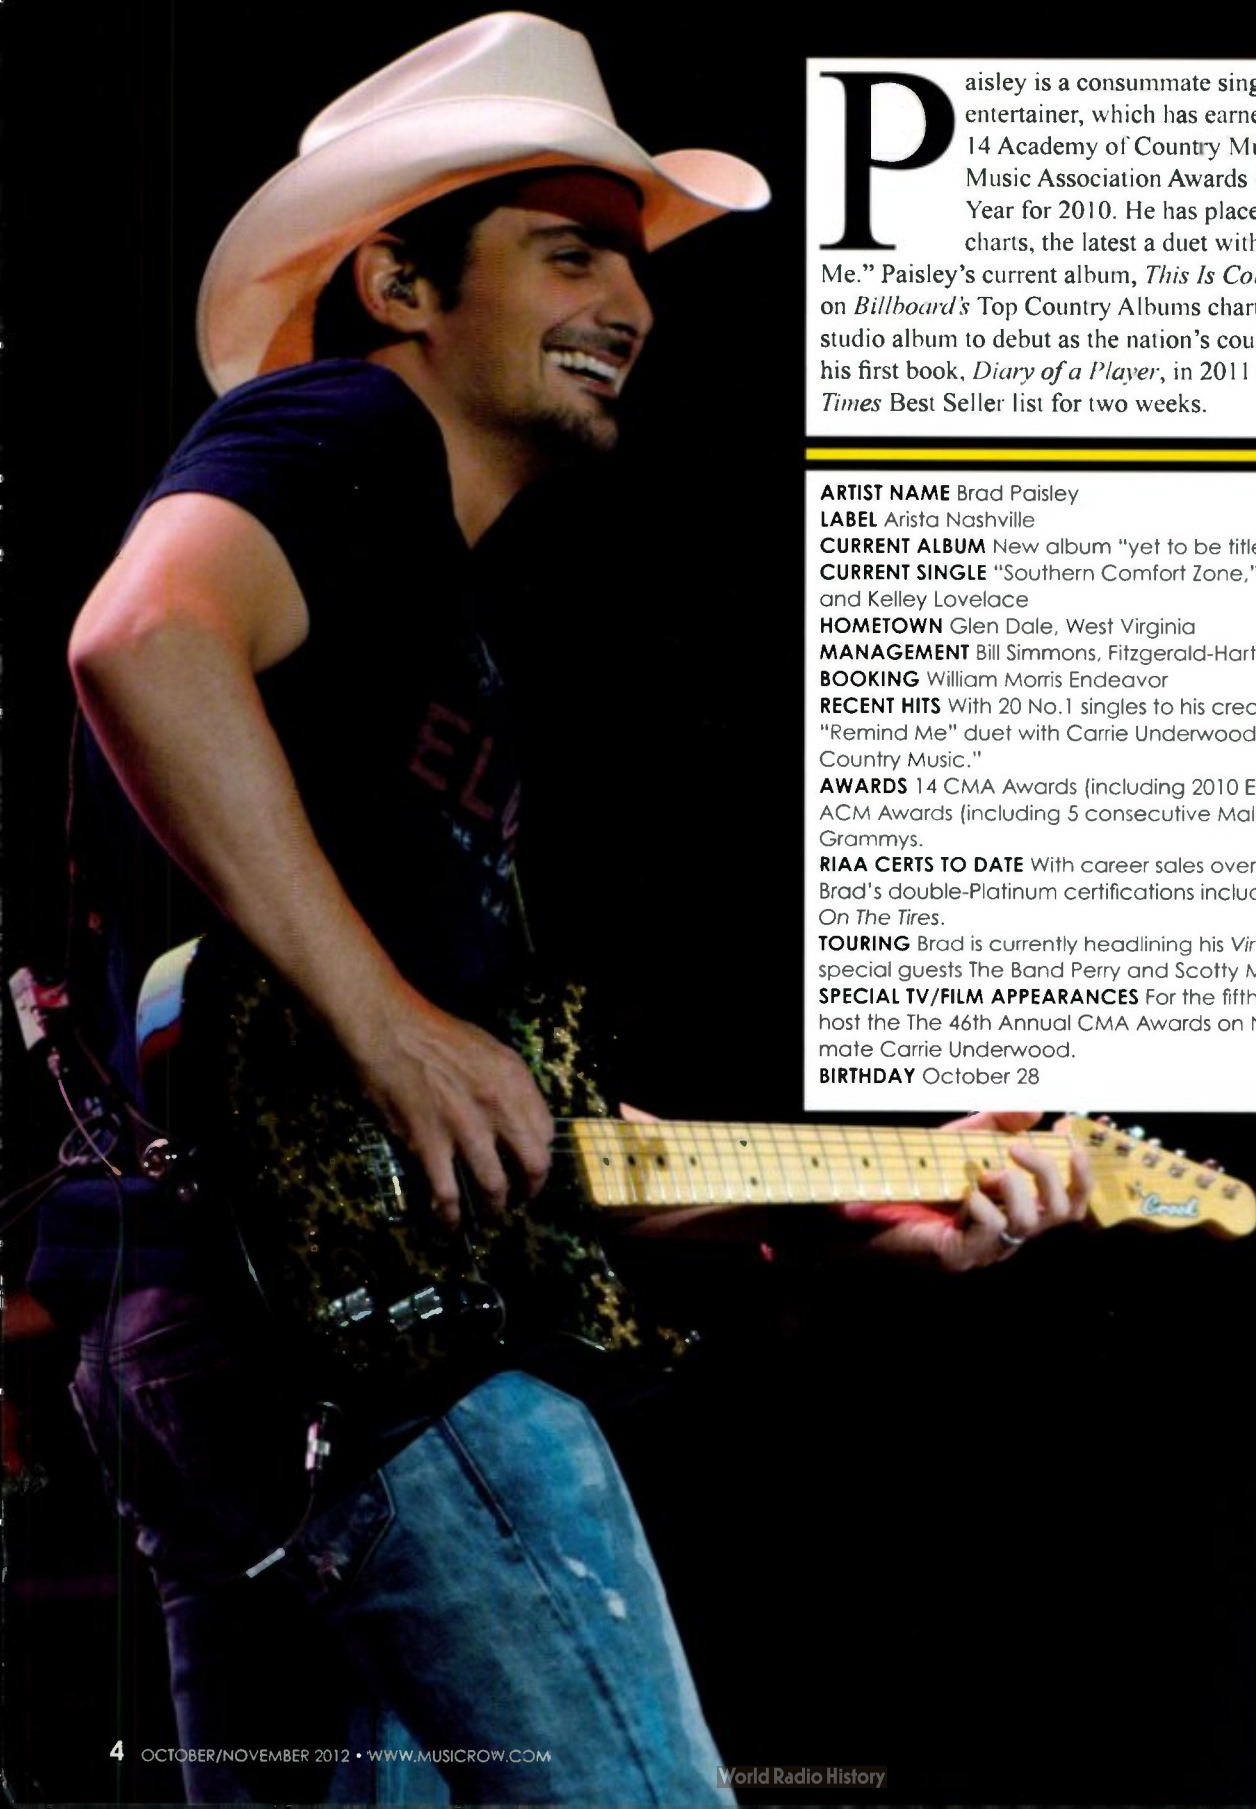 Paisley is a consummate sing
entertainer, which has earne
14 Academy of Country Mu
Music Association Awards
Year for 2010. He has place
charts, the latest a duet with
Me.” Paisley’s current album, This Is Co
on Billboard’s Top Country Albums char
studio album to debut as the nation’s cou
his first book, Diary of a Player, in 2011
Times Best Seller list for two weeks.
ARTIST NAME Brad Paisley
LABEL Arista Nashville
CURRENT ALBUM New album “yet to be title
CURRENT SINGLE “Southern Comfort Zone,”
and Kelley Lovelace
HOMETOWN Glen Dale, West Virginia
MANAGEMENT Bill Simmons, Fitzgerald-Hart
BOOKING William Morris Endeavor
RECENT HITS With 20 No.1 singles to his cred
“Remind Me” duet with Carrie Underwood
Country Music.”
AWARDS 14 CMA Awards (including 2010 E
ACM Awards (including 5 consecutive Mal
Grammys.
RIAA CERTS TO DATE With career sales over
Brad’s double-Platinum certifications includ
On The Tires.
TOURING Brad is currently headlining his Vir
special guests The Band Perry and Scotty M
SPECIAL TV/FILM APPEARANCES For the fifth
host the The 46th Annual CMA Awards on N
mate Carrie Underwood.
BIRTHDAY October 28
Crook
4 OCTOBER/NOVEMBER 2012 • WWW.MUSICROW.COM
World Radio History